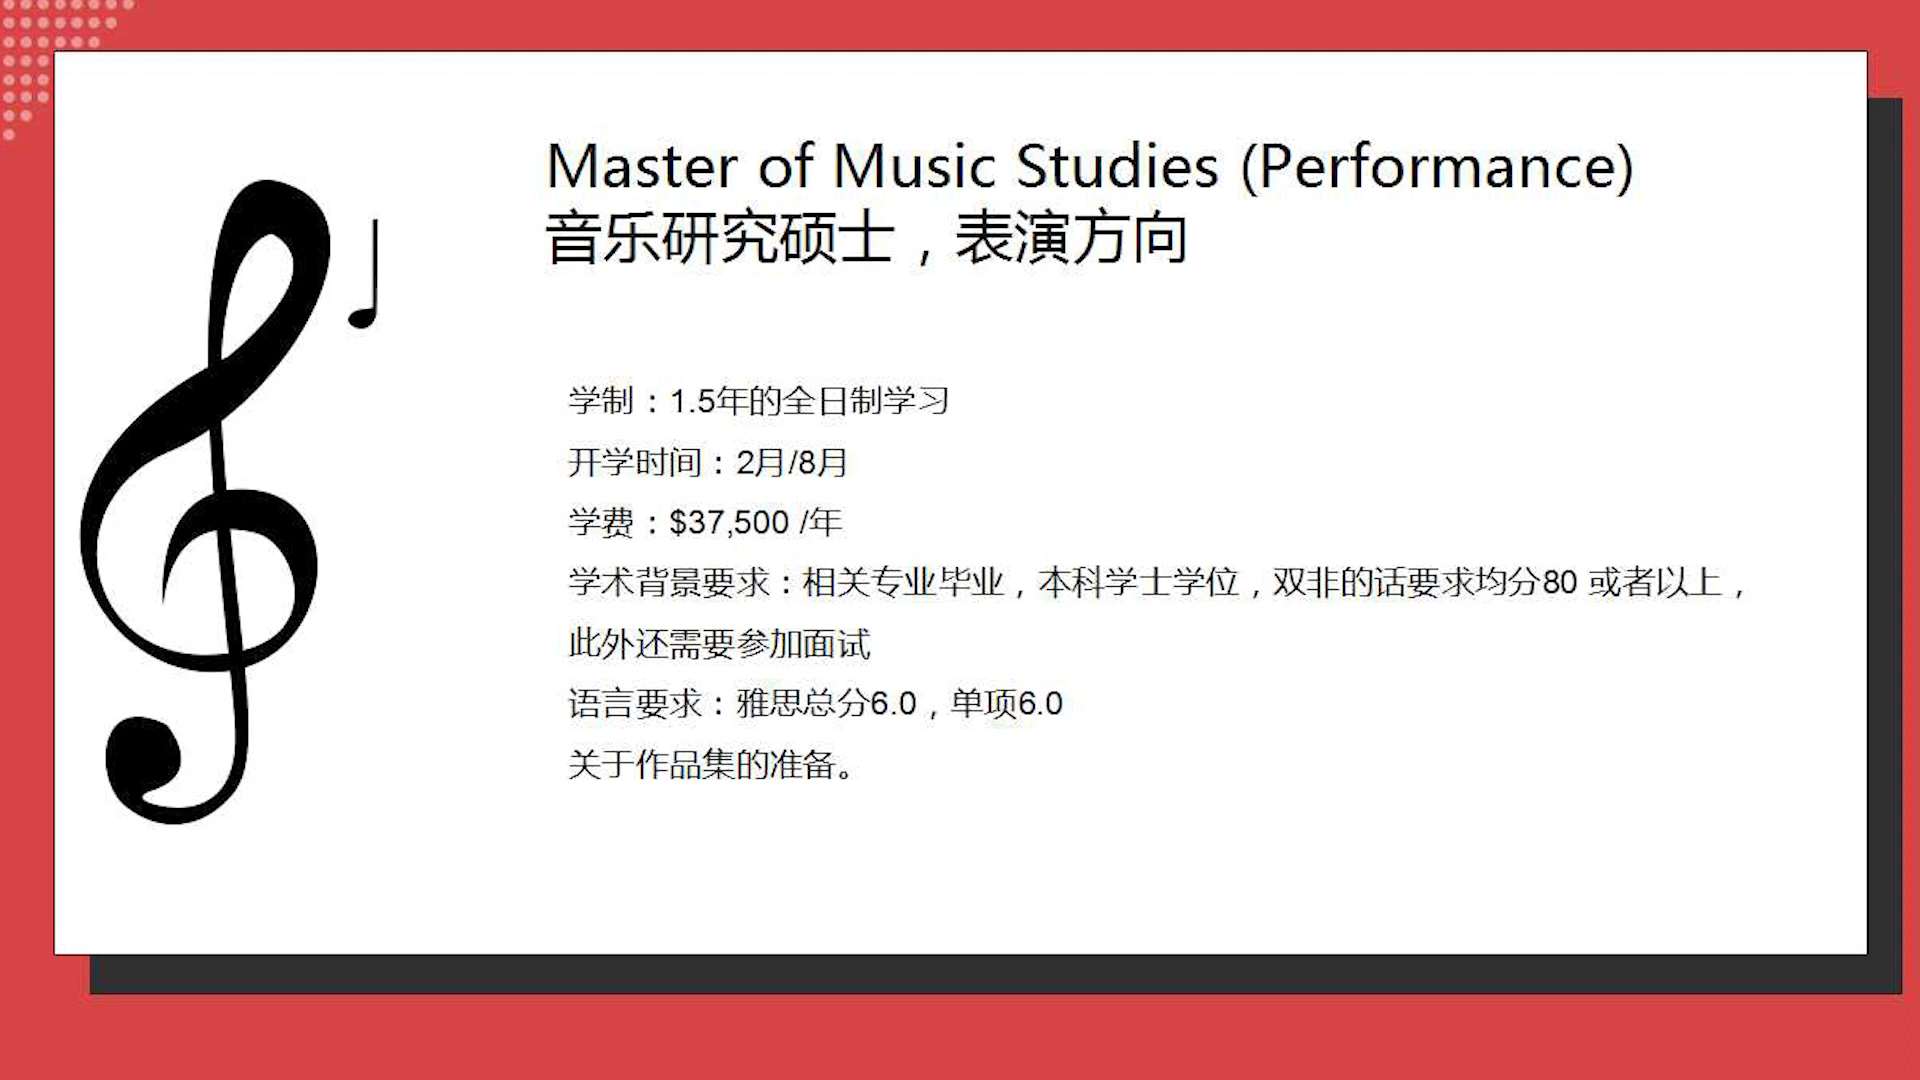 Master of Music Studies (Performance)
音乐研究硕士，表演方向
学制：1.5年的全日制学习
开学时间：2月/8月
学费：$37,500 /年
学术背景要求：相关专业毕业，本科学士学位，双非的话要求均分80 或者以上，
此外还需要参加面试
语言要求：雅思总分6.0，单项6.0
关于作品集的准备。